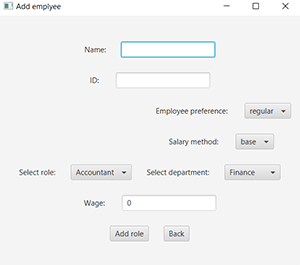 Add emplyee
Name:
ID:
Employee preference: regular
Salary method: base
Select role: Accountant Select department: Finance
Wage: 0
Add role Back